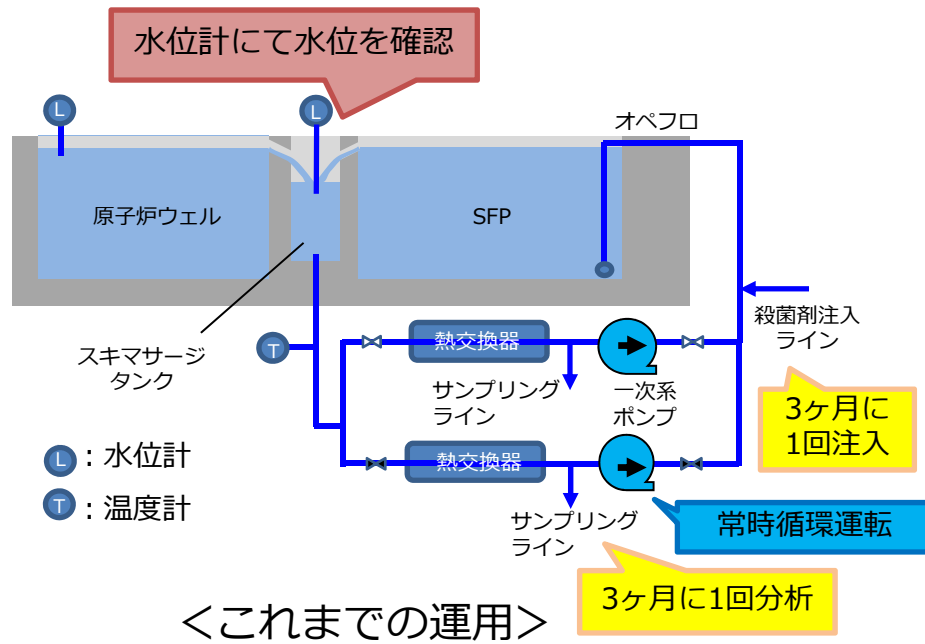 水位計にて水位を確認
L
L
オペフロ
原子炉ウェル
SFP
殺菌剤注入
ライン
スキマサージ
タンク
T
熱交換器
サンプリング
ライン
一次系
ポンプ
3ヶ月に
1回注入
L：水位計
T：温度計
熱交換器
サンプリング
ライン
常時循環運転
3ヶ月に1回分析
＜これまでの運用＞